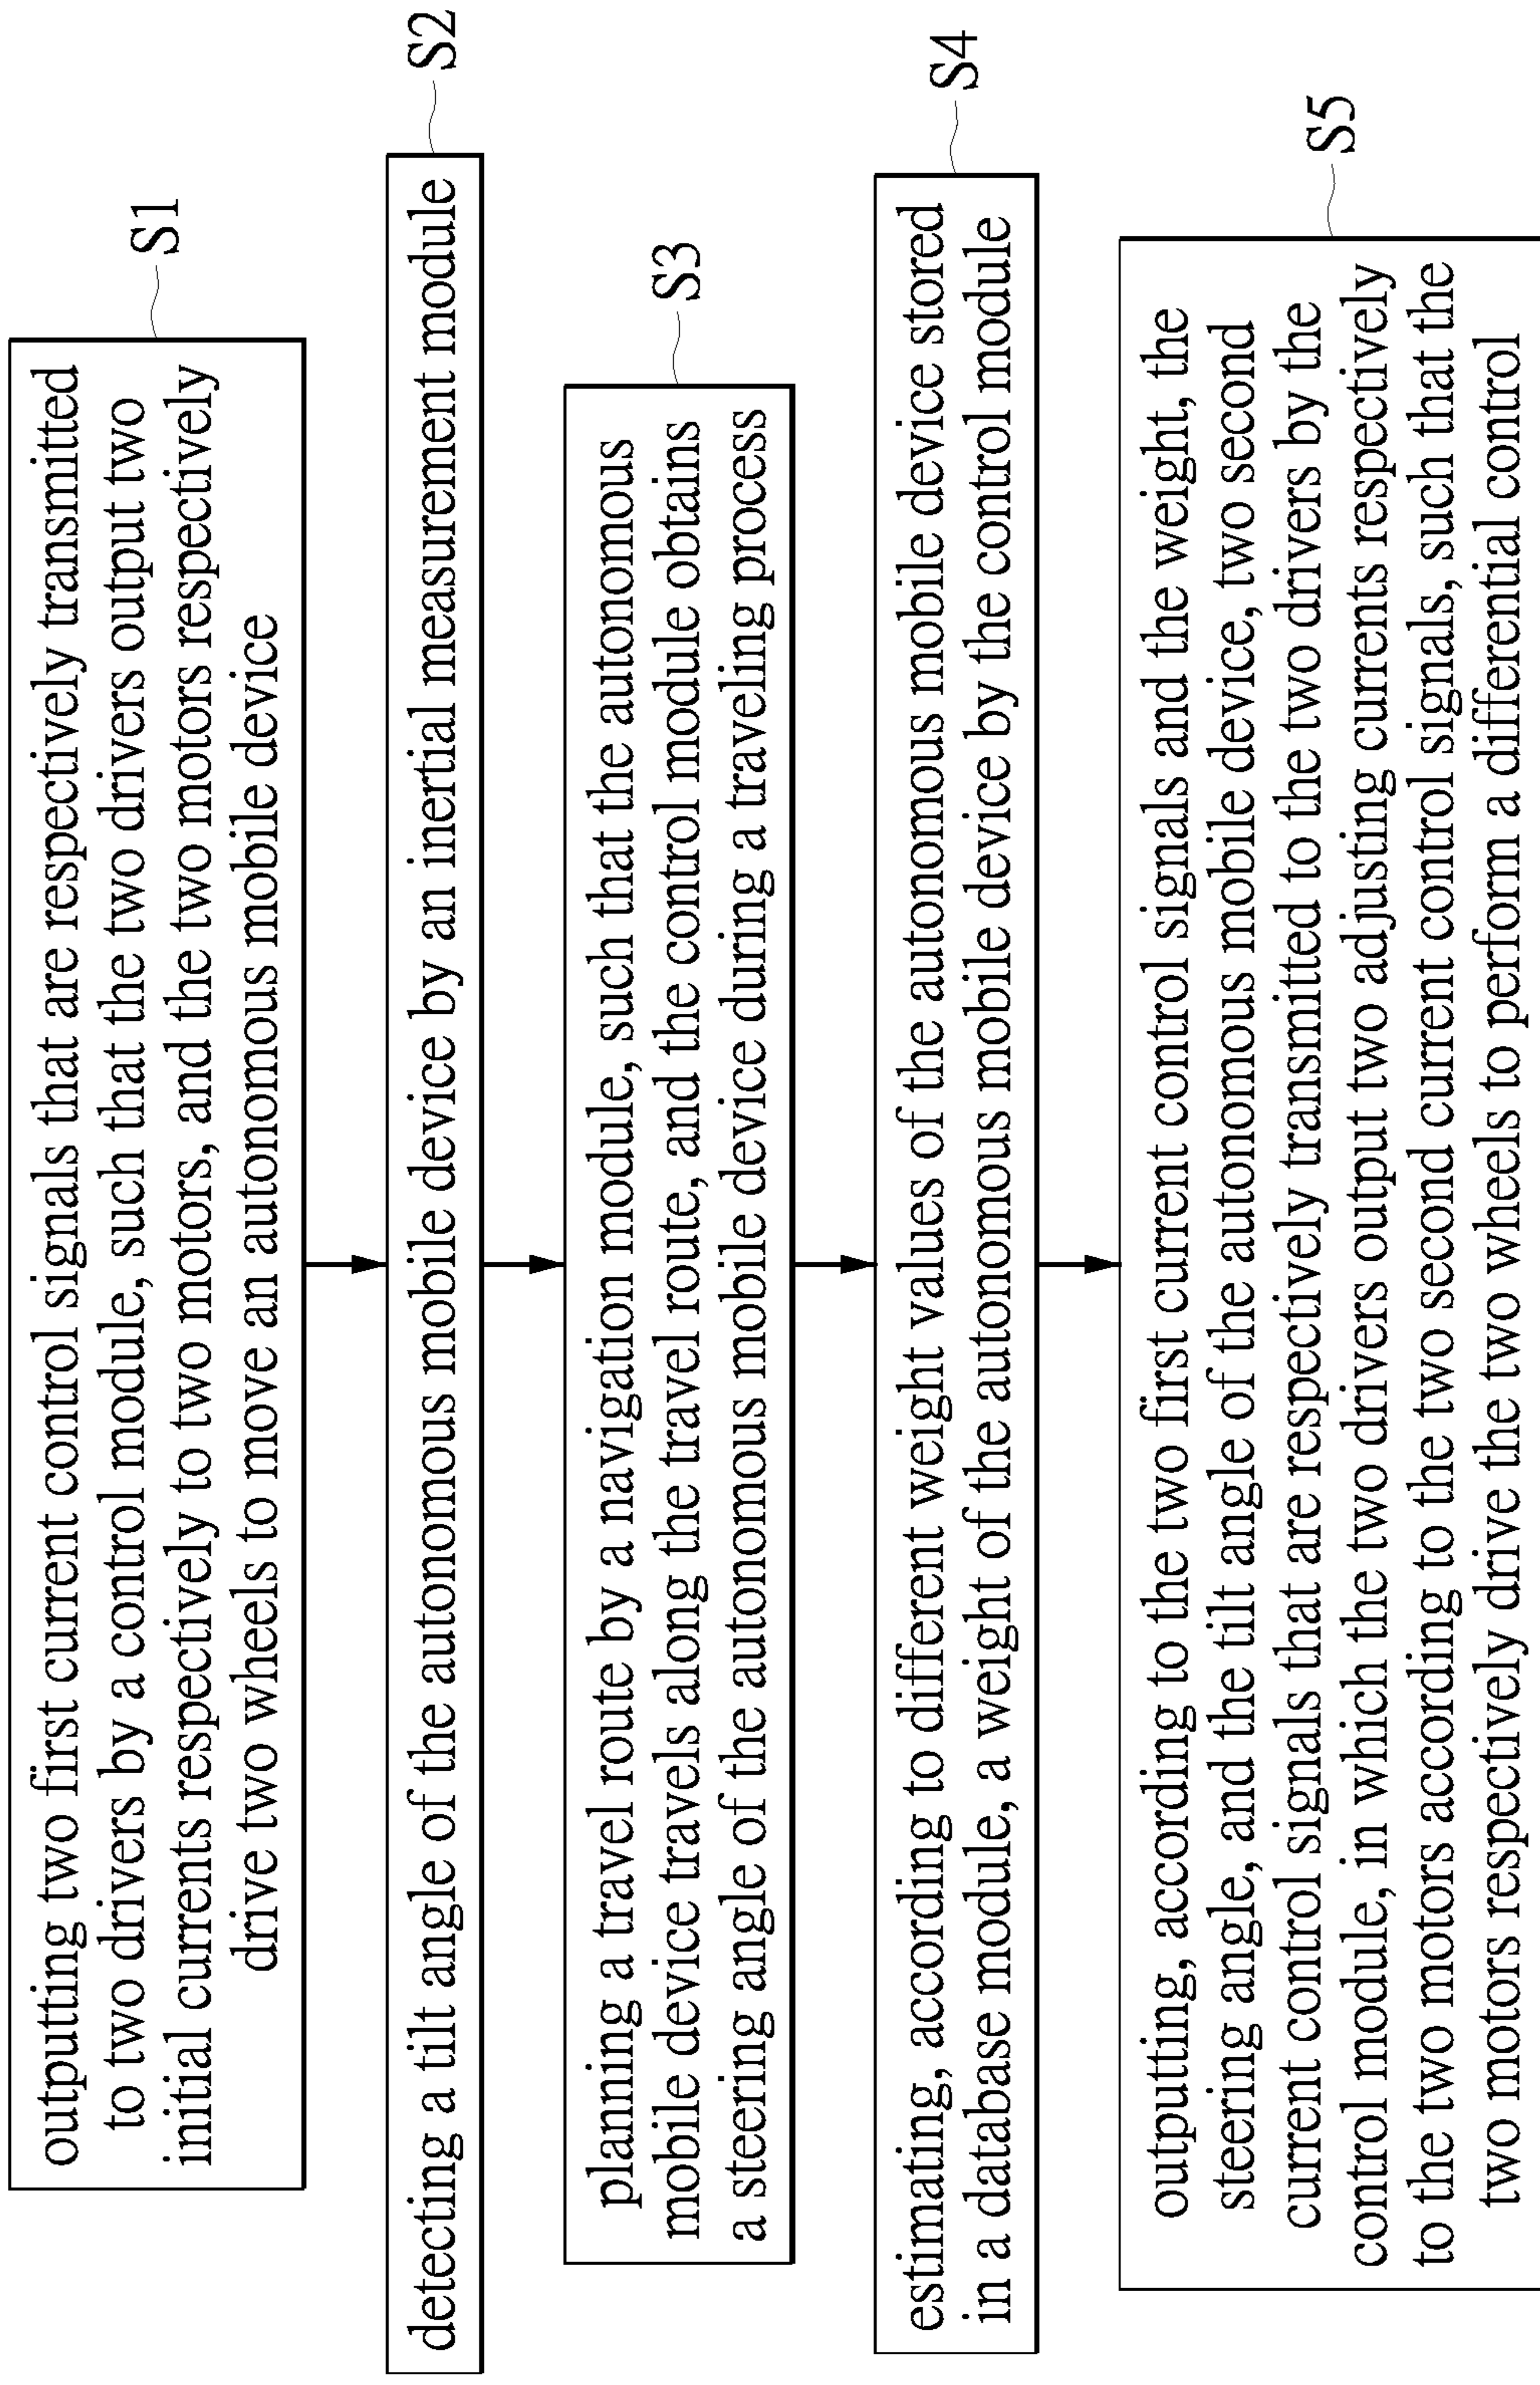 outputting two first current control signals that are respectively transmitted
to two drivers by a control module, such that the two drivers output two
initial currents respectively to two motors, and the two motors respectively
drive two wheels to move an autonomous mobile device
S1
detecting a tilt angle of the autonomous mobile device by an inertial measurement module
S2
planning a travel route by a navigation module, such that the autonomous
mobile device travels along the travel route, and the control module obtains
a steering angle of the autonomous mobile device during a traveling process
S3
estimating, according to different weight values of the autonomous mobile device stored
in a database module, a weight of the autonomous mobile device by the control module
S4
outputting, according to the two first current control signals and the weight, the
steering angle, and the tilt angle of the autonomous mobile device, two second
current control signals that are respectively transmitted to the two drivers by the
control module, in which the two drivers output two adjusting currents respectively
to the two motors according to the two second current control signals, such that the
two motors respectively drive the two wheels to perform a differential control
S5